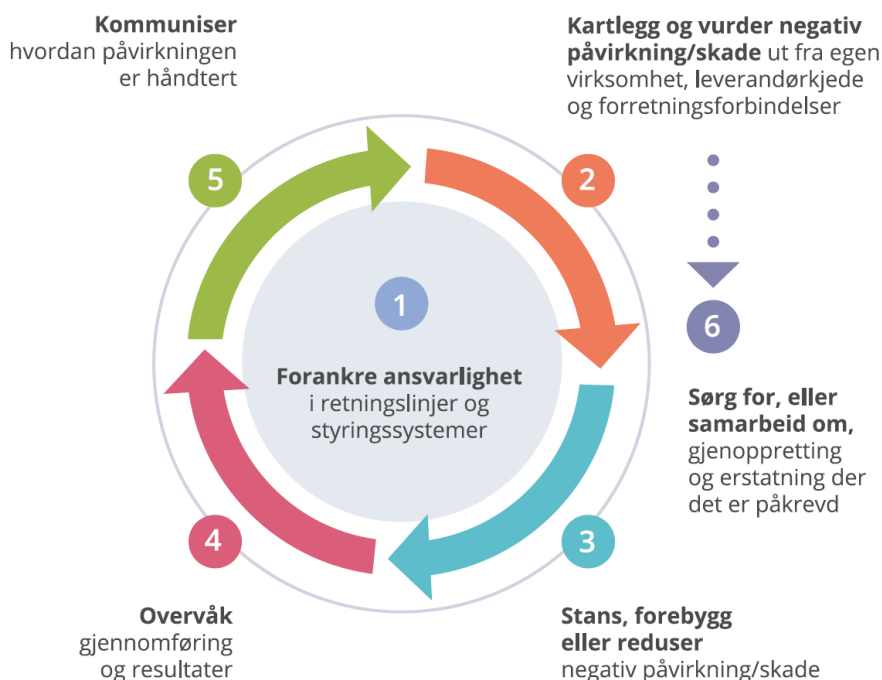 Kommuniser
hvordan påvirkningen
er håndtert
Kartlegg og vurder negativ
påvirkning/skade ut fra egen
virksomhet, leverandørkjede
og forretningsforbindelser
5
2
1
Forankre ansvarlighet
i retningslinjer og
styringssystemer
6
Sørg for, eller
samarbeid om,
gjenoppretting
og erstatning der
det er påkrevd
4
3
Overvåk
gjennomføring
og resultater
Stans, forebygg
eller reduser
negativ påvirkning/skade